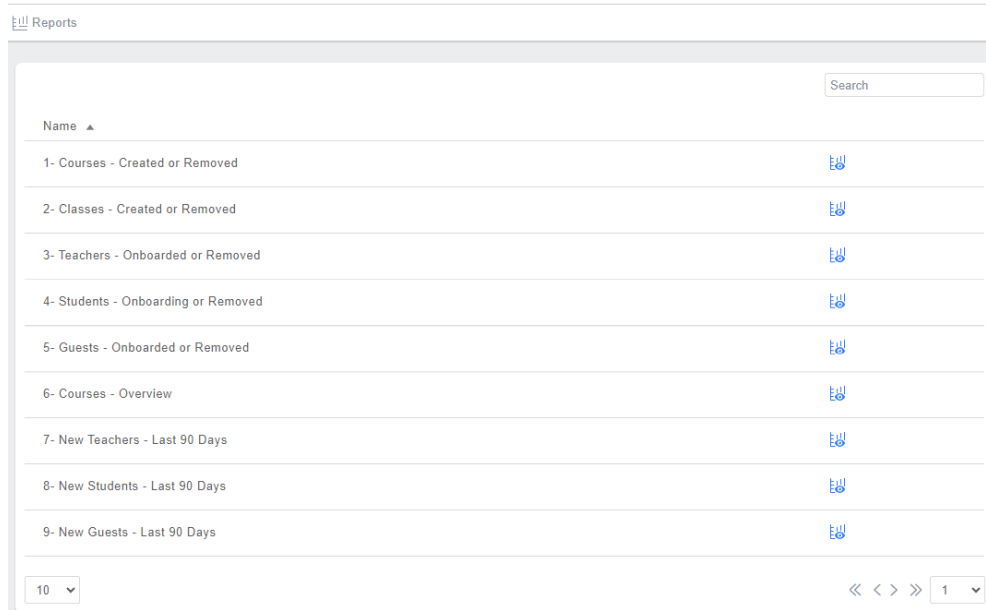 Reports
Search
Name
1- Courses - Created or Removed
2- Classes - Created or Removed
3- Teachers - Onboarded or Removed
4- Students - Onboarding or Removed
5- Guests - Onboarded or Removed
6- Courses - Overview
7- New Teachers - Last 90 Days
8- New Students - Last 90 Days
9- New Guests - Last 90 Days
10 1